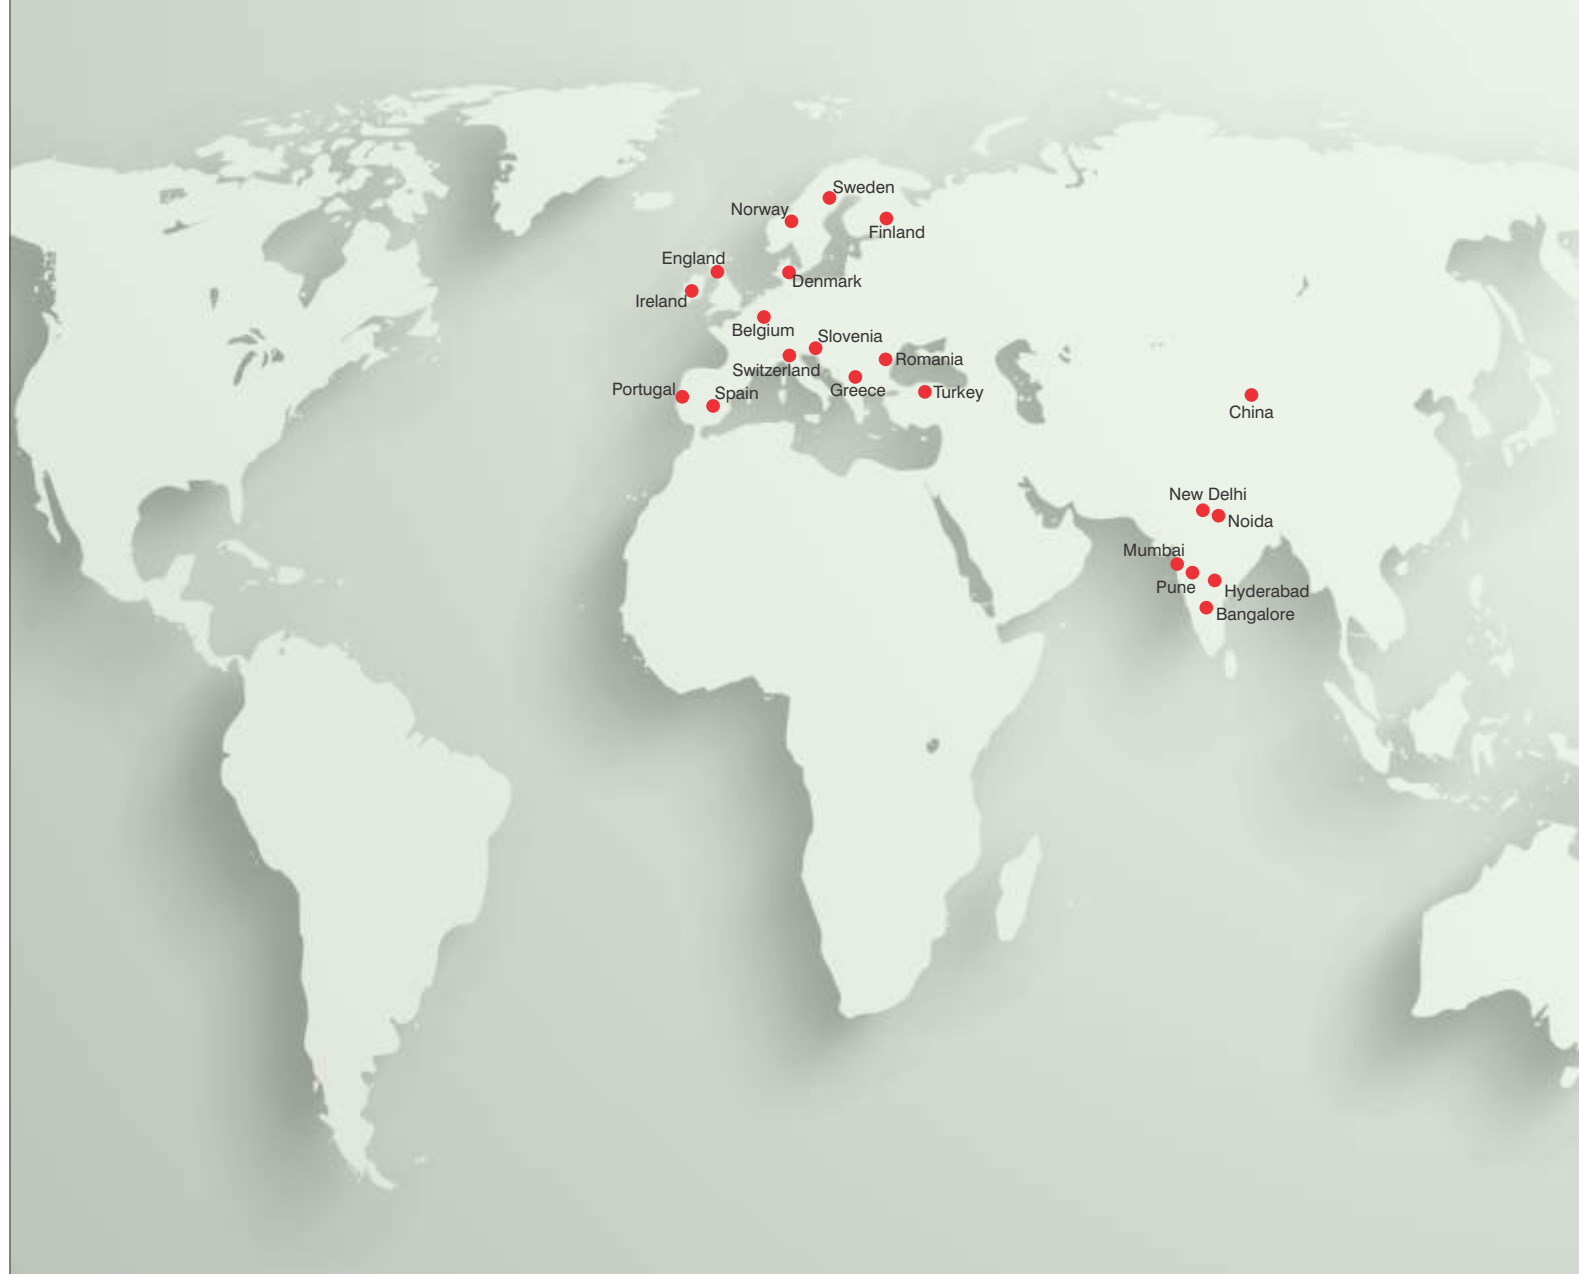 Sweden
Norway
Finland
England
Denmark
Ireland
Belgium
Slovenia
Romania
Switzerland
Greece
Portugal
Spain
Turkey
China
New Delhi
Noida
Mumbai
Pune
Hyderabad
Bangalore